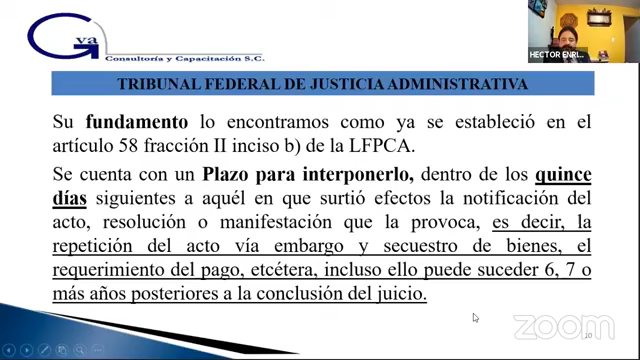 Gva
Consultoría y Capacitación S.C.
HECTOR ENRI...
TRIBUNAL FEDERAL DE JUSTICIA ADMINISTRATIVA
Su fundamento lo encontramos como ya se estableció en el
artículo 58 fracción II inciso b) de la LFPCA.
Se cuenta con un Plazo para interponerlo, dentro de los quince
días siguientes a aquél en que surtió efectos la notificación del
acto, resolución o manifestación que la provoca, es decir, la
repetición del acto vía embargo y secuestro de bienes, el
requerimiento del pago, etcétera, incluso ello puede suceder 6, 7 o
más años posteriores a la conclusión del juicio.
zoom